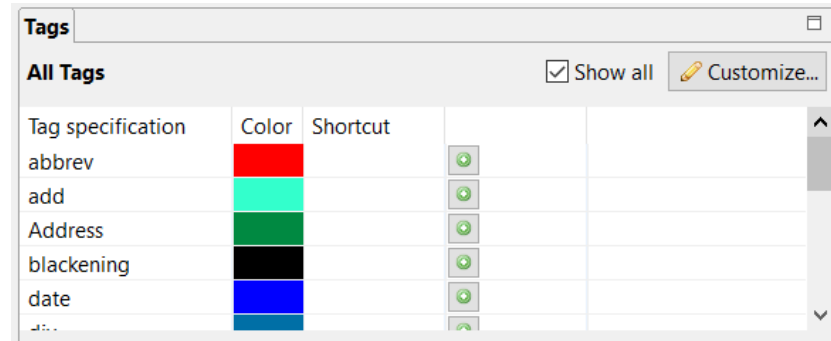 Tags
All Tags
Show all
Customize...
Tag specification Color Shortcut
abbrev
add
Address
blackening
date